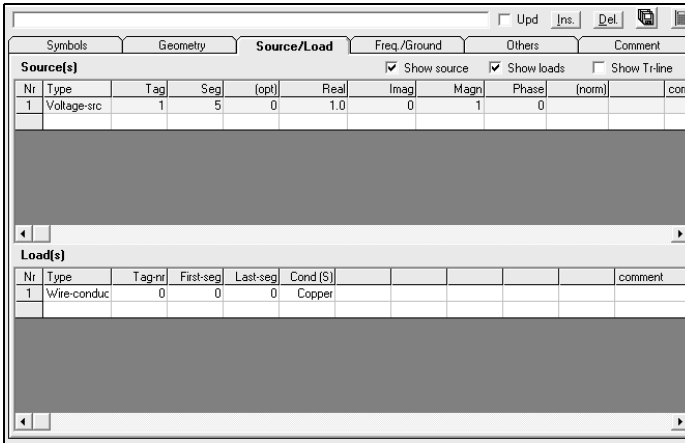 Upd Ins. Del.
Symbols Geometry Source/Load Freq./Ground Others Comment
Source(s) Show source Show loads Show Tr-line
Nr Type Tag Seg (opt) Real Imag Magn Phase (norm)
1 Voltage-src 1 5 0 1.0 0 1 0
Load(s)
Nr Type Tag-nr First-seg Last-seg Cond (S) comment
1 Wire-conduc 0 0 0 Copper